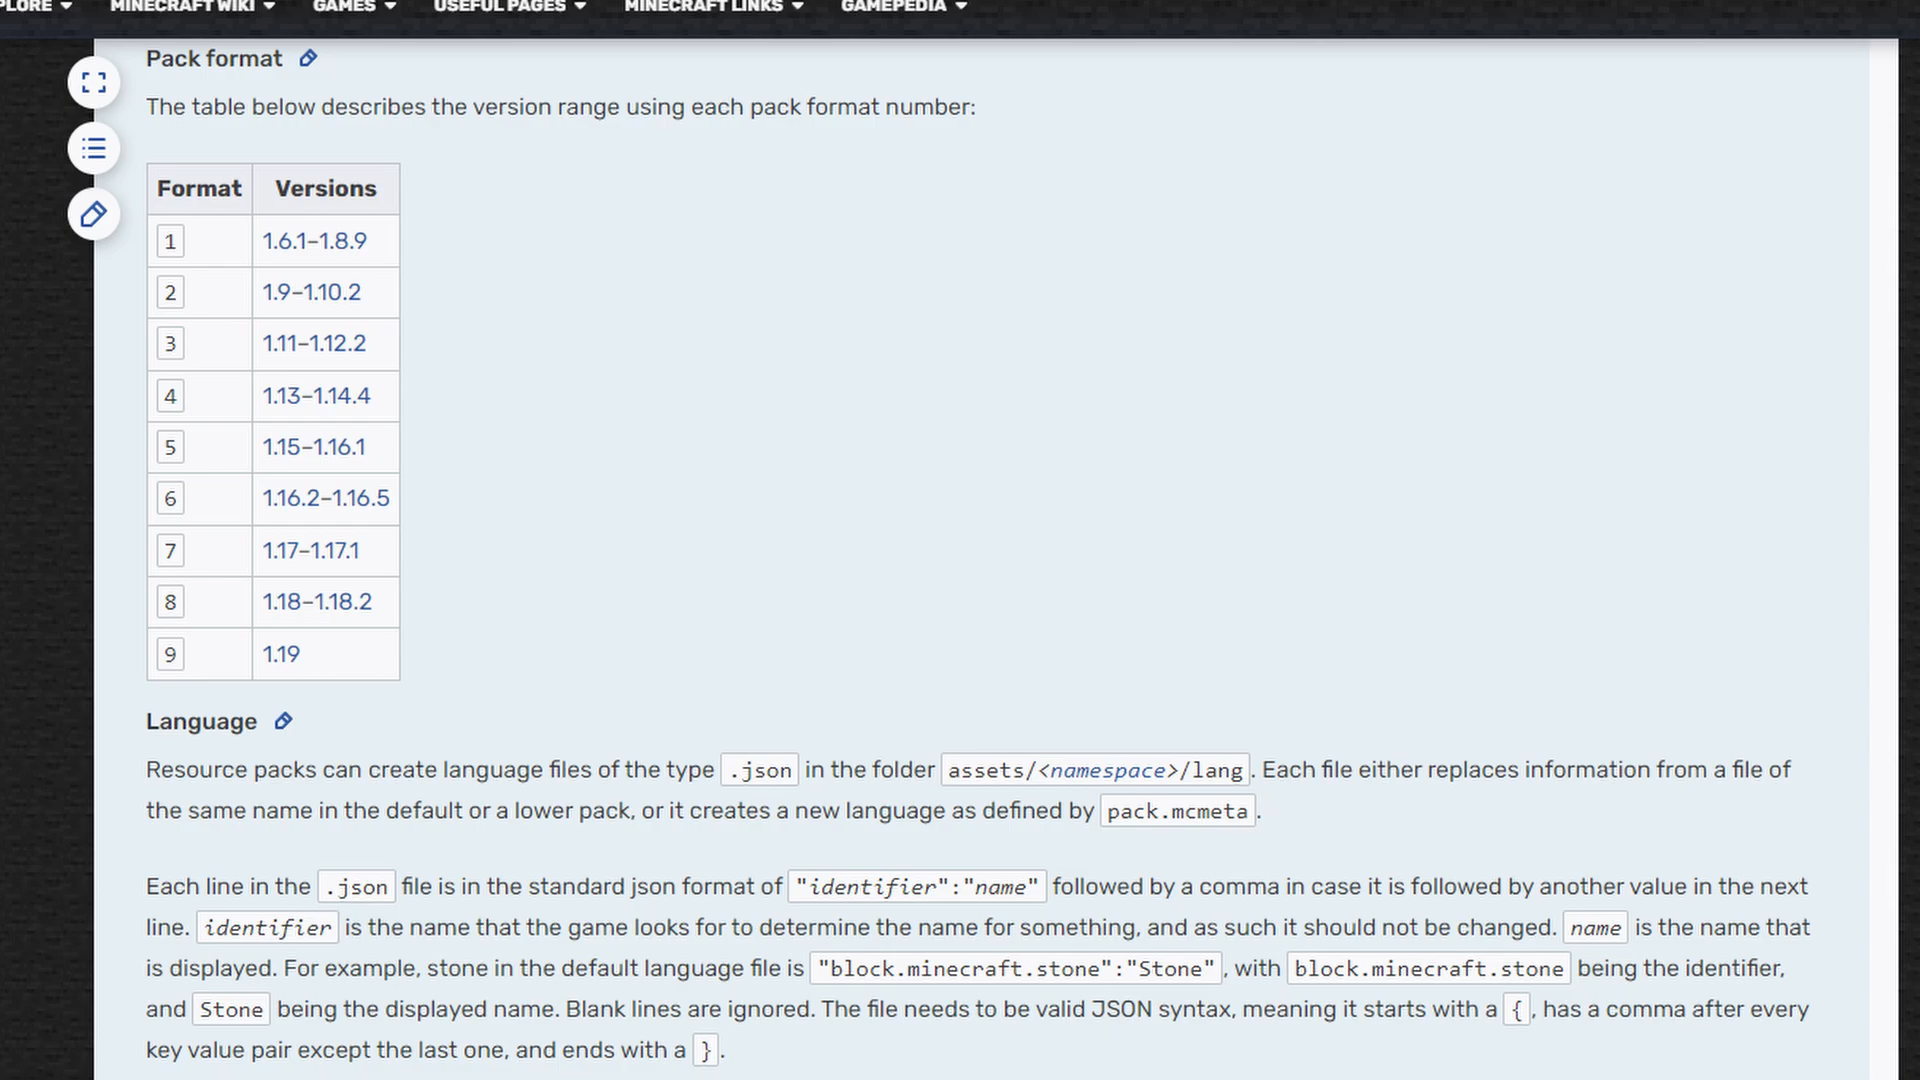 PLORE MINECRAFT WIKI GAMES USEFUL PAGES MINECRAFT LINKS GAMEPEDIA
Pack format
The table below describes the version range using each pack format number:
Format Versions
1 1.6.1–1.8.9
2 1.9–1.10.2
3 1.11–1.12.2
4 1.13–1.14.4
5 1.15–1.16.1
6 1.16.2–1.16.5
7 1.17–1.17.1
8 1.18–1.18.2
9 1.19
Language
Resource packs can create language files of the type .json in the folder assets/<namespace>/lang. Each file either replaces information from a file of
the same name in the default or a lower pack, or it creates a new language as defined by pack.mcmeta.
Each line in the .json file is in the standard json format of "identifier":"name" followed by a comma in case it is followed by another value in the next
line. identifier is the name that the game looks for to determine the name for something, and as such it should not be changed. name is the name that
is displayed. For example, stone in the default language file is "block.minecraft.stone":"Stone", with block.minecraft.stone being the identifier,
and Stone being the displayed name. Blank lines are ignored. The file needs to be valid JSON syntax, meaning it starts with a {, has a comma after every
key value pair except the last one, and ends with a }.